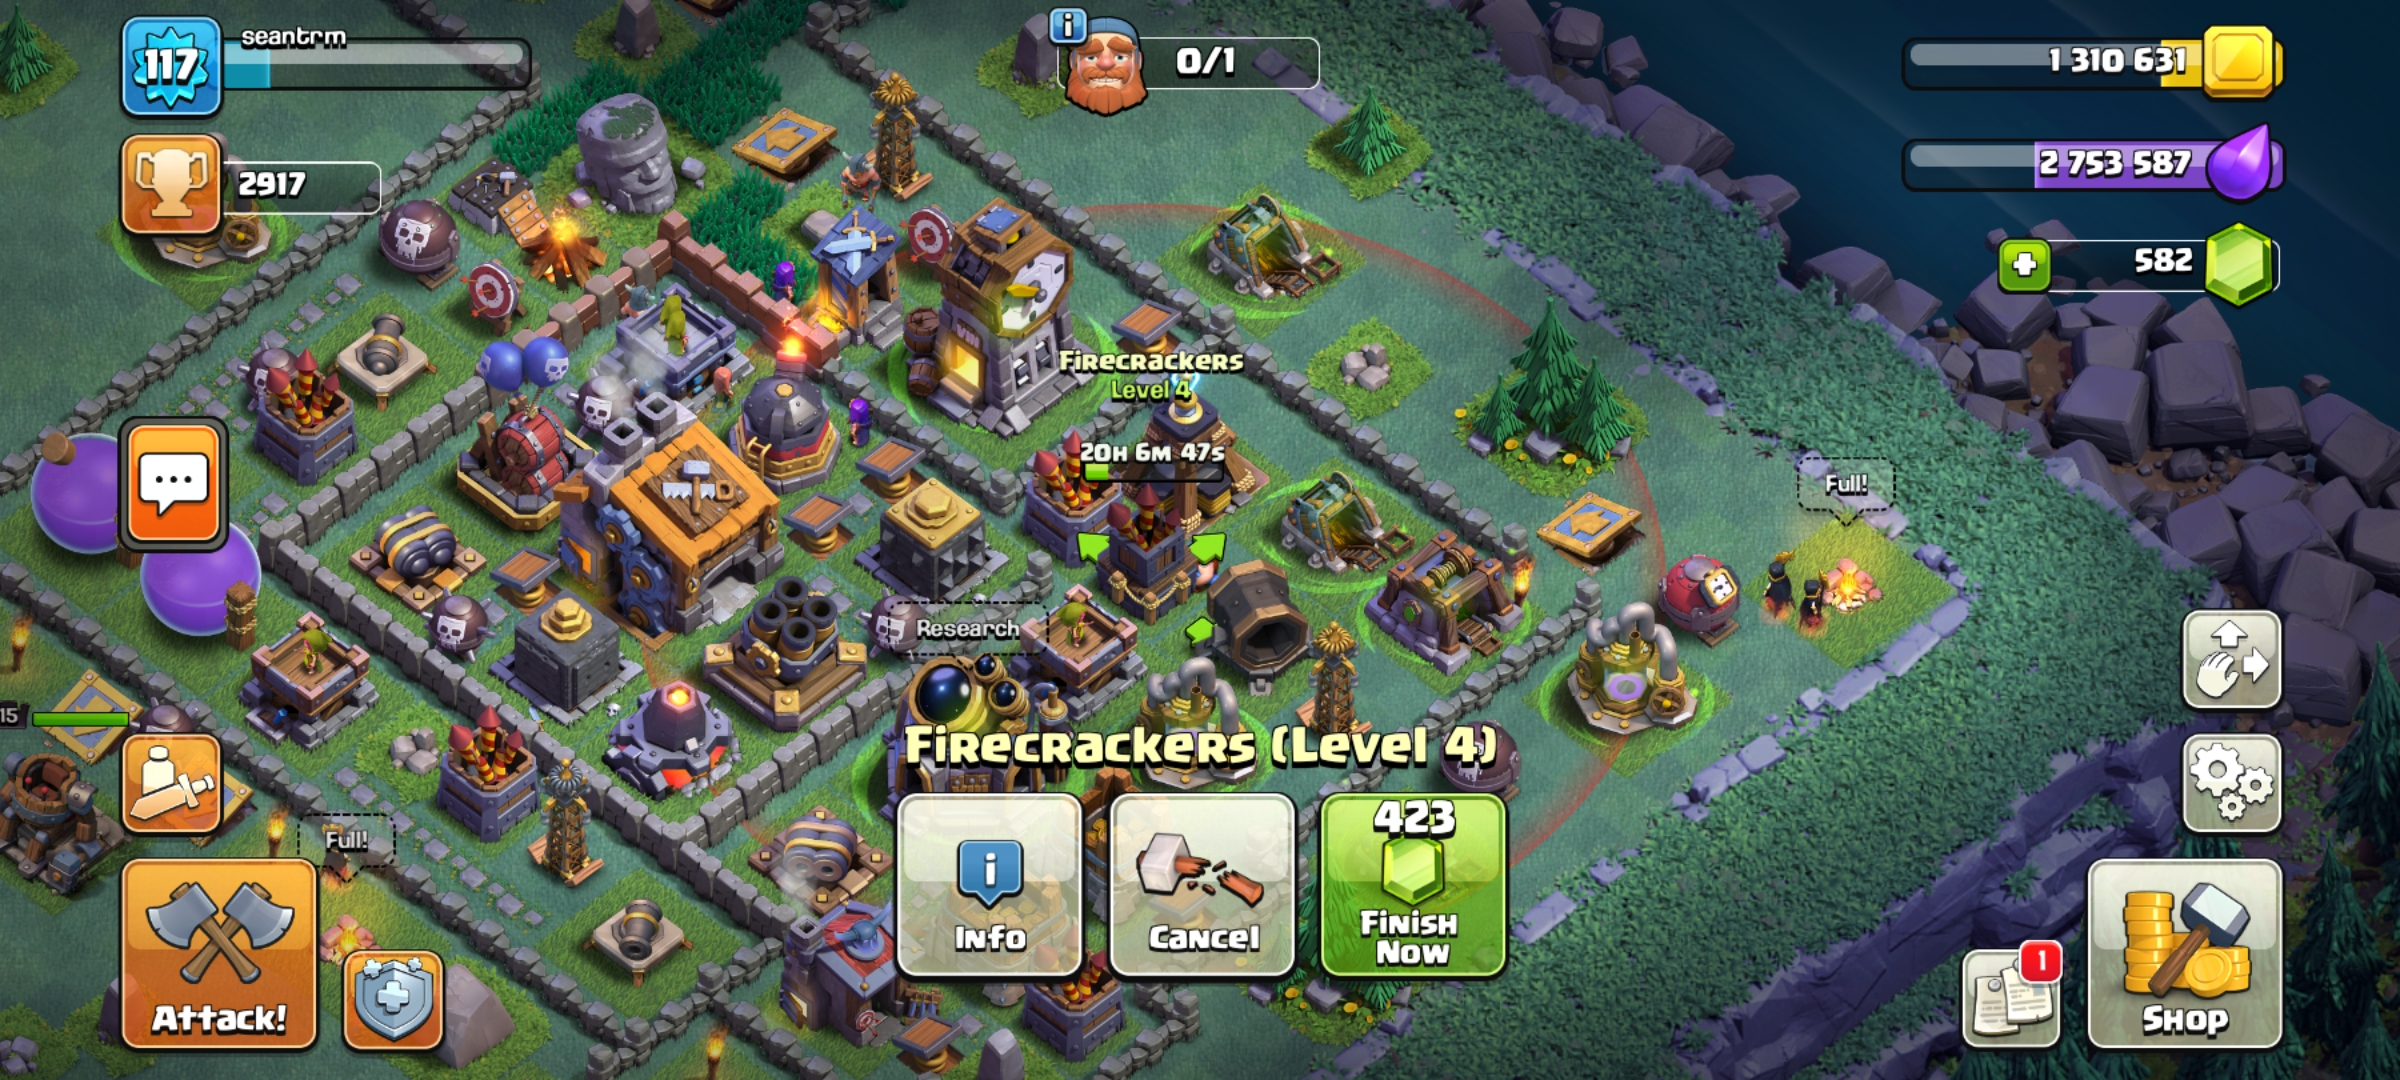 117
seantrm
0/1
1 310 631
2917
2 753 587
582
Firecrackers
Level 4
20h 6m 47s
Full!
Research
15
Firecrackers (Level 4)
Full!
423
Info
Cancel
Finish
Now
1
Attack!
Shop